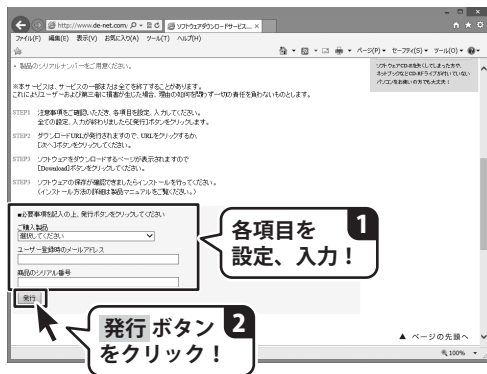 http://www.de-net.com/
ソフトウェアダウンロードサービス...
ファイル(F) 編集(E) 表示(V) お気に入り(A) ツール(T) ヘルプ(H)
ページ(P) セーフティ(S) ツール(O)
・製品のシリアルナンバーをご用意ください。
※本サービスは、サービスの一部または全てを終了することがあります。
これによりユーザーおよび第三者に損害が生じた場合、理由の如何を問わず一切の責任を負わないものとします。
ソフトウェアCDを紛失してしまった方や、
ネットブックなどCD-ROMドライブが付いていない
パソコンをお使いの方でも大丈夫！
STEP1 注意事項をご確認いただき、各項目を設定、入力してください。
全ての設定、入力が終わりましたら[発行]ボタンをクリックします。
STEP2 ダウンロードURLが発行されますので、URLをクリックするか、
[次へ]ボタンをクリックしてください。
STEP3 ソフトウェアをダウンロードするページが表示されますので
[Download]ボタンをクリックしてください。
STEP4 ソフトウェアの保存が確認できましたらインストールを行ってください。
(インストール方法の詳細は製品マニュアルをご覧ください。)
■必要事項を記入の上、発行ボタンをクリックしてください
ご購入製品
選択してください
ユーザー登録時のメールアドレス
商品のシリアル番号
発行
各項目を
設定、入力！
1
発行 ボタン
をクリック！
2
▲ ページの先頭へ
100%